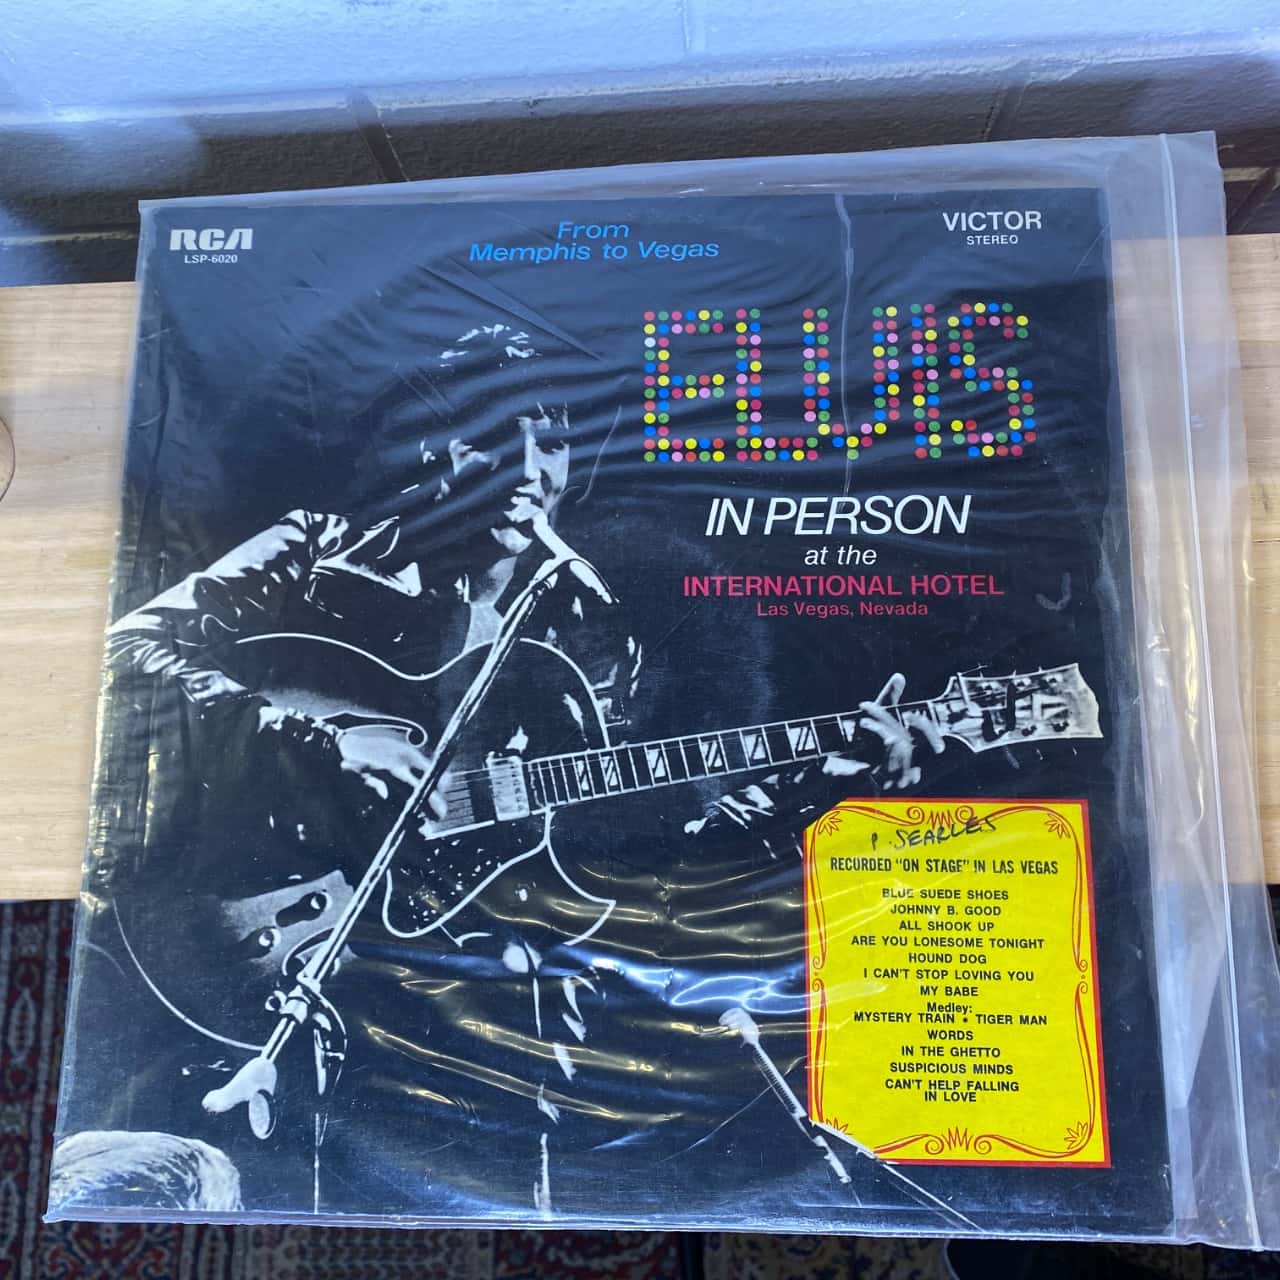 RCA
LSP-6020
From
Memphis to Vegas
VICTOR
STEREO
ELVIS
IN PERSON
at the
INTERNATIONAL HOTEL
Las Vegas, Nevada
P. SEARLES
RECURDED "ON STAGE" IN LAS VEGAS
BLUE SUEDE SHOES
JOHNNY B. GOOD
ALL SHOOK UP
ARE YOU LONESOME TONIGHT
HOUND DOG
I CAN'T STOP LOVING YOU
MY BABE
Medley:
MYSTERY TRAIN • TIGER MAN
WORDS
IN THE GHETTO
SUSPICIOUS MINDS
CAN'T HELP FALLING
IN LOVE